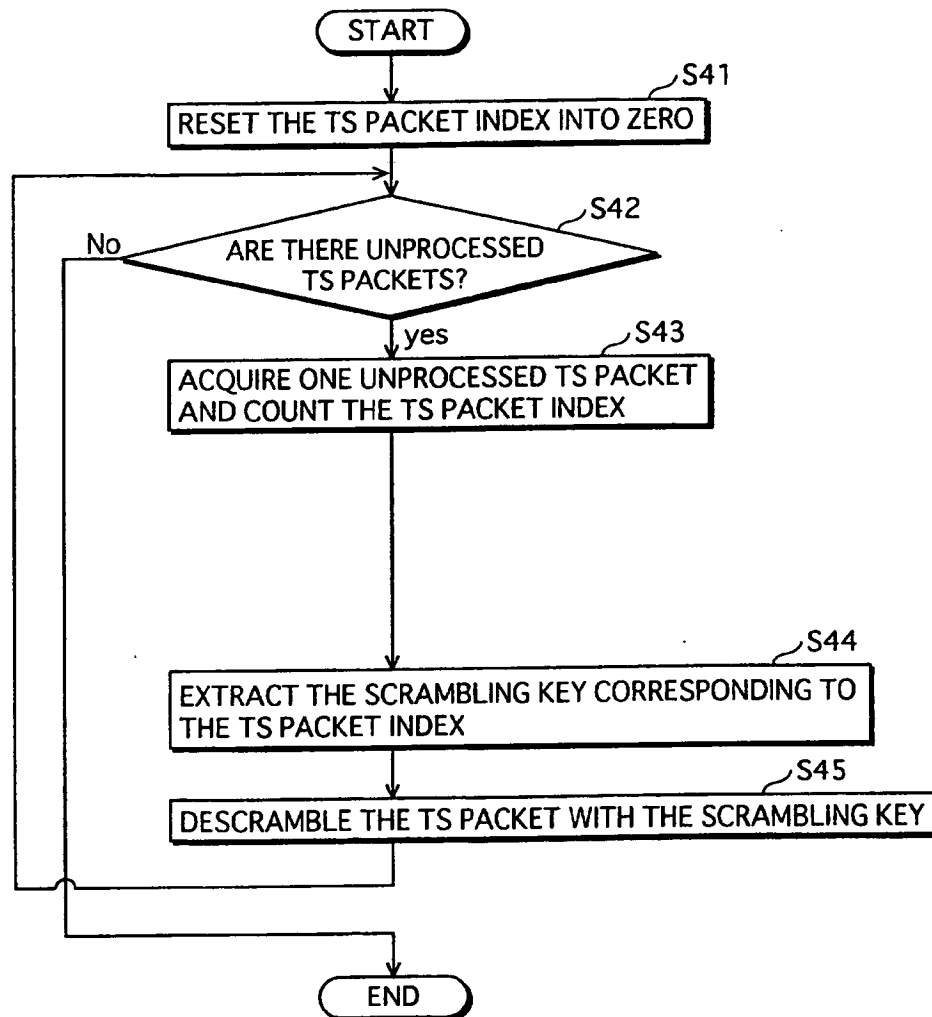 START
S41
RESET THE TS PACKET INDEX INTO ZERO
S42
No
ARE THERE UNPROCESSED
TS PACKETS?
yes
S43
ACQUIRE ONE UNPROCESSED TS PACKET
AND COUNT THE TS PACKET INDEX
S44
EXTRACT THE SCRAMBLING KEY CORRESPONDING TO
THE TS PACKET INDEX
S45
DESCRAMBLE THE TS PACKET WITH THE SCRAMBLING KEY
END